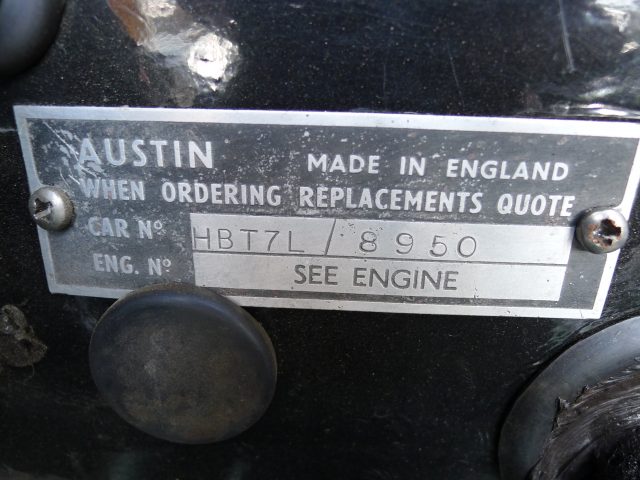 AUSTIN MADE IN ENGLAND
WHEN ORDERING REPLACEMENTS QUOTE
CAR Nº HBT7L/8950
ENG. Nº SEE ENGINE